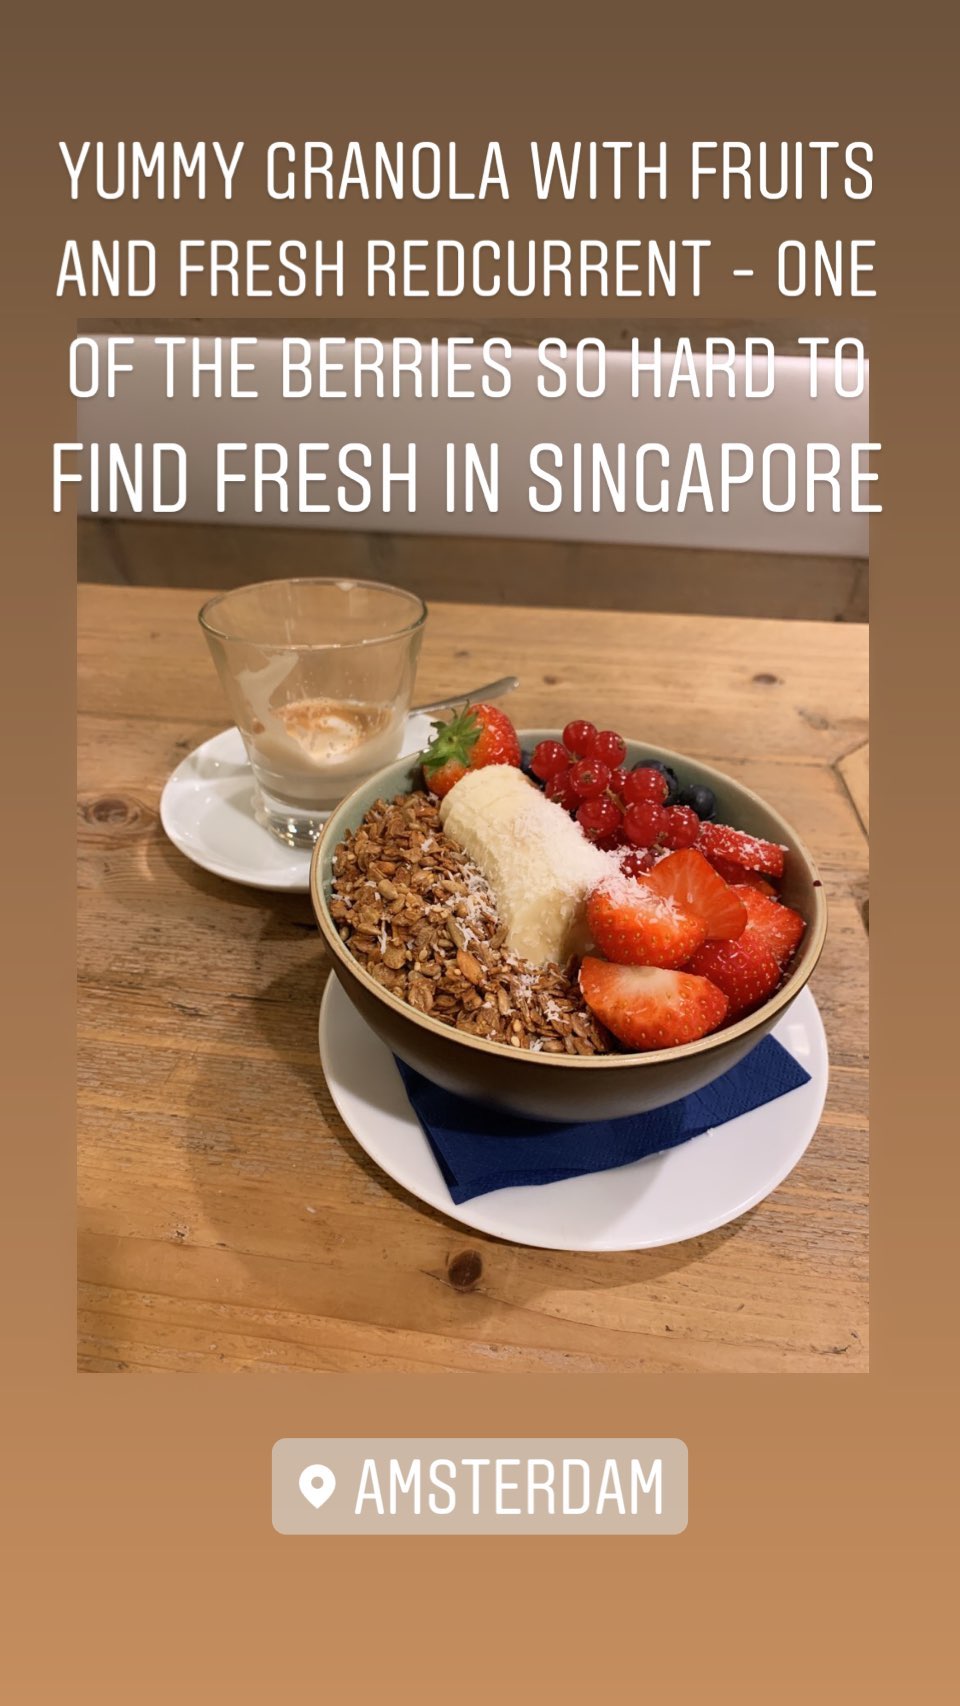 YUMMY GRANOLA WITH FRUITS
AND FRESH REDCURRENT - ONE
OF THE BERRIES SO HARD TO
FIND FRESH IN SINGAPORE
AMSTERDAM